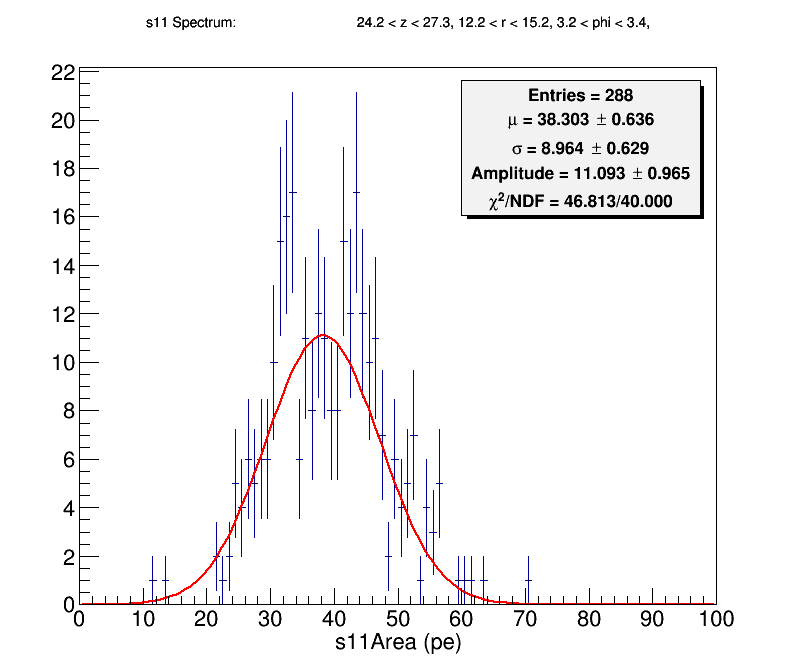 s11 Spectrum: 24.2 < z < 27.3, 12.2 < r < 15.2, 3.2 < phi < 3.4,
Entries = 288
μ = 38.303 ± 0.636
σ = 8.964 ± 0.629
Amplitude = 11.093 ± 0.965
χ²/NDF = 46.813/40.000
22
20
18
16
14
12
10
8
6
4
2
0
0 10 20 30 40 50 60 70 80 90 100
s11Area (pe)